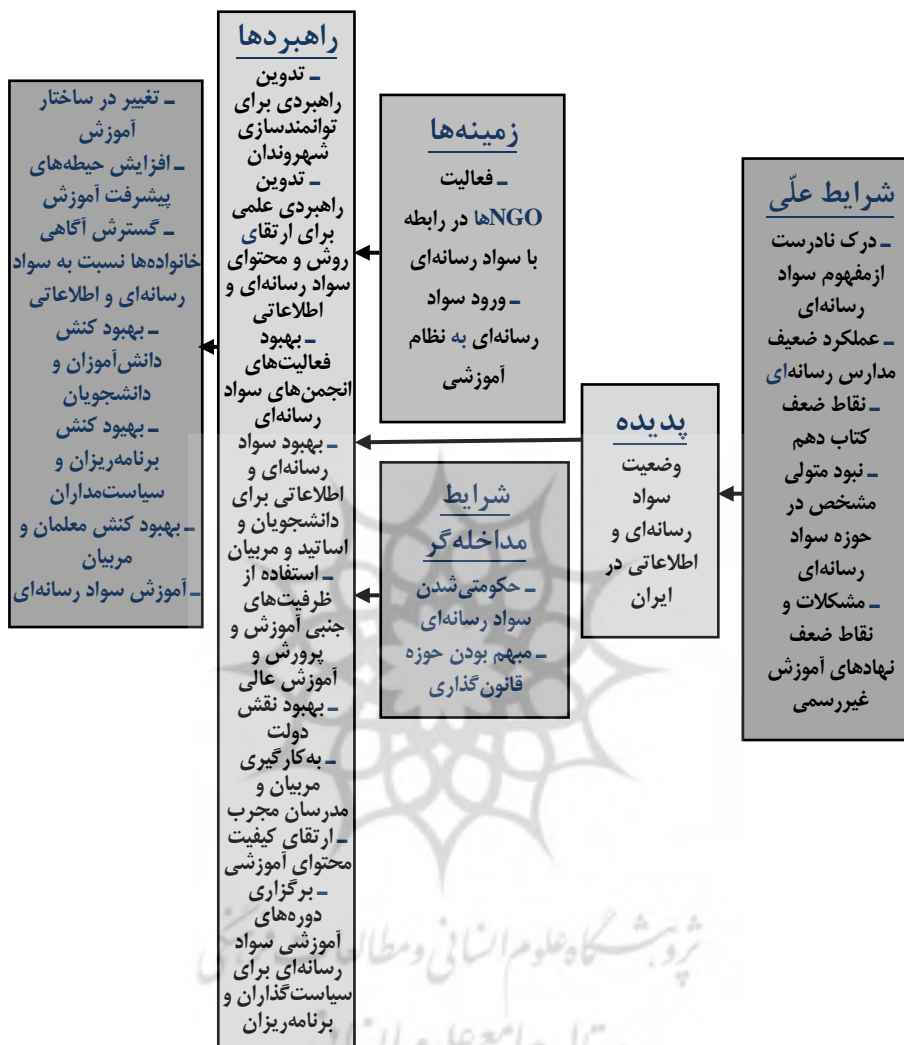 شرایط علّی
ـ درک نادرست
ازمفهوم سواد
رسانه‌ای
ـ عملکرد ضعیف
مدارس رسانه‌ای
ـ نقاط ضعف
کتاب دهم
ـ نبود متولی
مشخص در
حوزه سواد
رسانه‌ای
ـ مشکلات و
نقاط ضعف
نهادهای آموزش
غیررسمی
پدیده
وضعیت
سواد
رسانه‌ای و
اطلاعاتی در
ایران
زمینه‌ها
ـ فعالیت
NGOها در رابطه
با سواد رسانه‌ای
ـ ورود سواد
رسانه‌ای به نظام
آموزشی
شرایط
مداخله‌گر
ـ حکومتی‌شدن
سواد رسانه‌ای
ـ مبهم بودن حوزه
قانون‌گذاری
راهبردها
ـ تدوین
راهبردی برای
توانمندسازی
شهروندان
ـ تدوین
راهبردی علمی
برای ارتقای
روش و محتوای
سواد رسانه‌ای و
اطلاعاتی
ـ بهبود
فعالیت‌های
انجمن‌های سواد
رسانه‌ای
ـ بهبود سواد
رسانه‌ای و
اطلاعاتی برای
دانشجویان و
اساتید و مربیان
ـ استفاده از
ظرفیت‌های
جنبی آموزش و
پرورش و
آموزش عالی
ـ بهبود نقش
دولت
ـ به‌کارگیری
مربیان و
مدرسان مجرب
ـ ارتقای کیفیت
محتوای آموزشی
ـ برگزاری
دوره‌های
آموزشی سواد
رسانه‌ای برای
سیاست‌گذاران و
برنامه‌ریزان
ـ تغییر در ساختار
آموزش
ـ افزایش حیطه‌های
پیشرفت آموزش
ـ گسترش آگاهی
خانواده‌ها نسبت به سواد
رسانه‌ای و اطلاعاتی
ـ بهبود کنش
دانش‌آموزان و
دانشجویان
ـ بهبود کنش
برنامه‌ریزان و
سیاست‌مداران
ـ بهبود کنش معلمان و
مربیان
ـ آموزش سواد رسانه‌ای
پژوهشگاه علوم انسانی و مطالعات فرهنگی